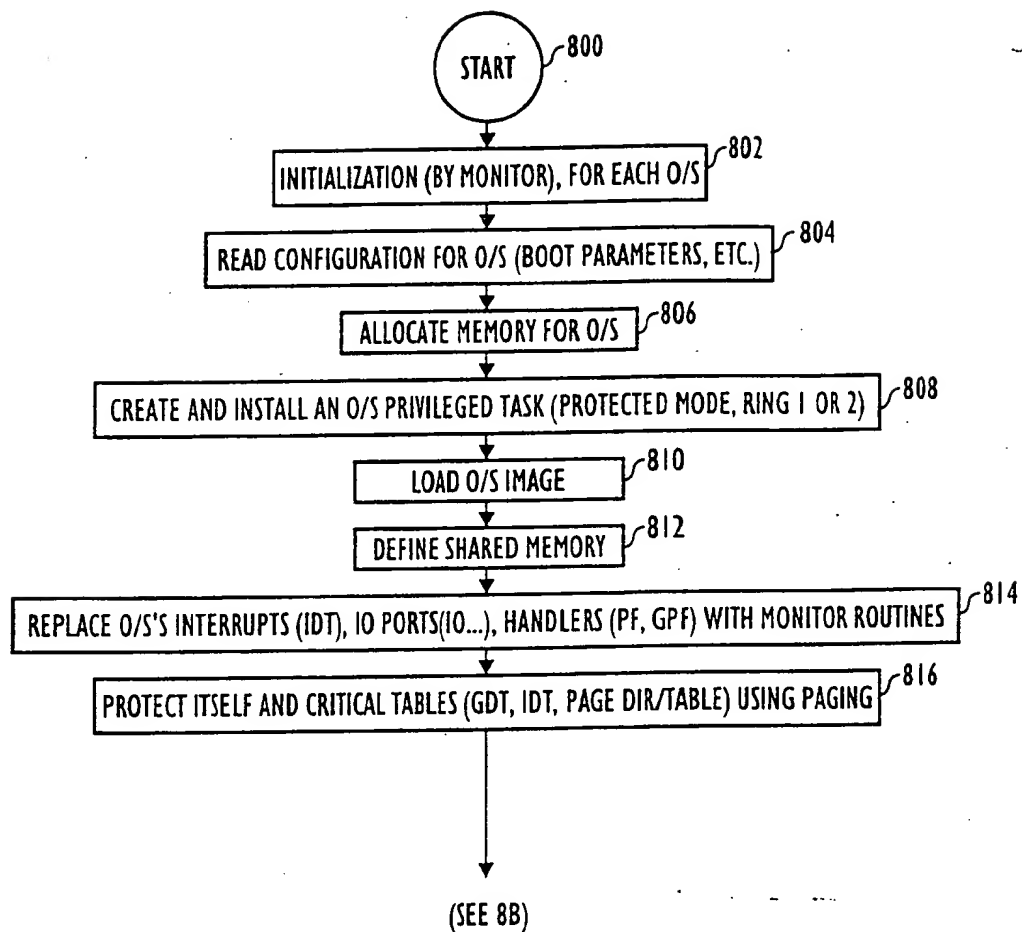 START
800
INITIALIZATION (BY MONITOR), FOR EACH O/S
802
READ CONFIGURATION FOR O/S (BOOT PARAMETERS, ETC.)
804
ALLOCATE MEMORY FOR O/S
806
CREATE AND INSTALL AN O/S PRIVILEGED TASK (PROTECTED MODE, RING 1 OR 2)
808
LOAD O/S IMAGE
810
DEFINE SHARED MEMORY
812
REPLACE O/S'S INTERRUPTS (IDT), IO PORTS(IO...), HANDLERS (PF, GPF) WITH MONITOR ROUTINES
814
PROTECT ITSELF AND CRITICAL TABLES (GDT, IDT, PAGE DIR/TABLE) USING PAGING
816
(SEE 8B)